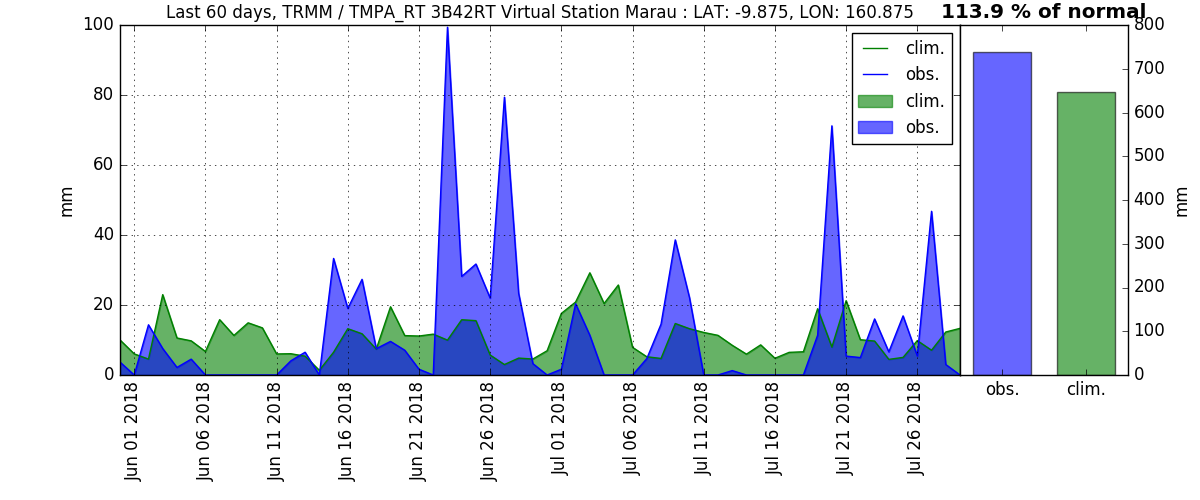 Last 60 days, TRMM / TMPA_RT 3B42RT Virtual Station Marau : LAT: -9.875, LON: 160.875
113.9 % of normal
100
80
60
40
20
0
mm
clim.
obs.
clim.
obs.
800
700
600
500
400
300
200
100
0
mm
Jun 01 2018
Jun 06 2018
Jun 11 2018
Jun 16 2018
Jun 21 2018
Jun 26 2018
Jul 01 2018
Jul 06 2018
Jul 11 2018
Jul 16 2018
Jul 21 2018
Jul 26 2018
obs.
clim.